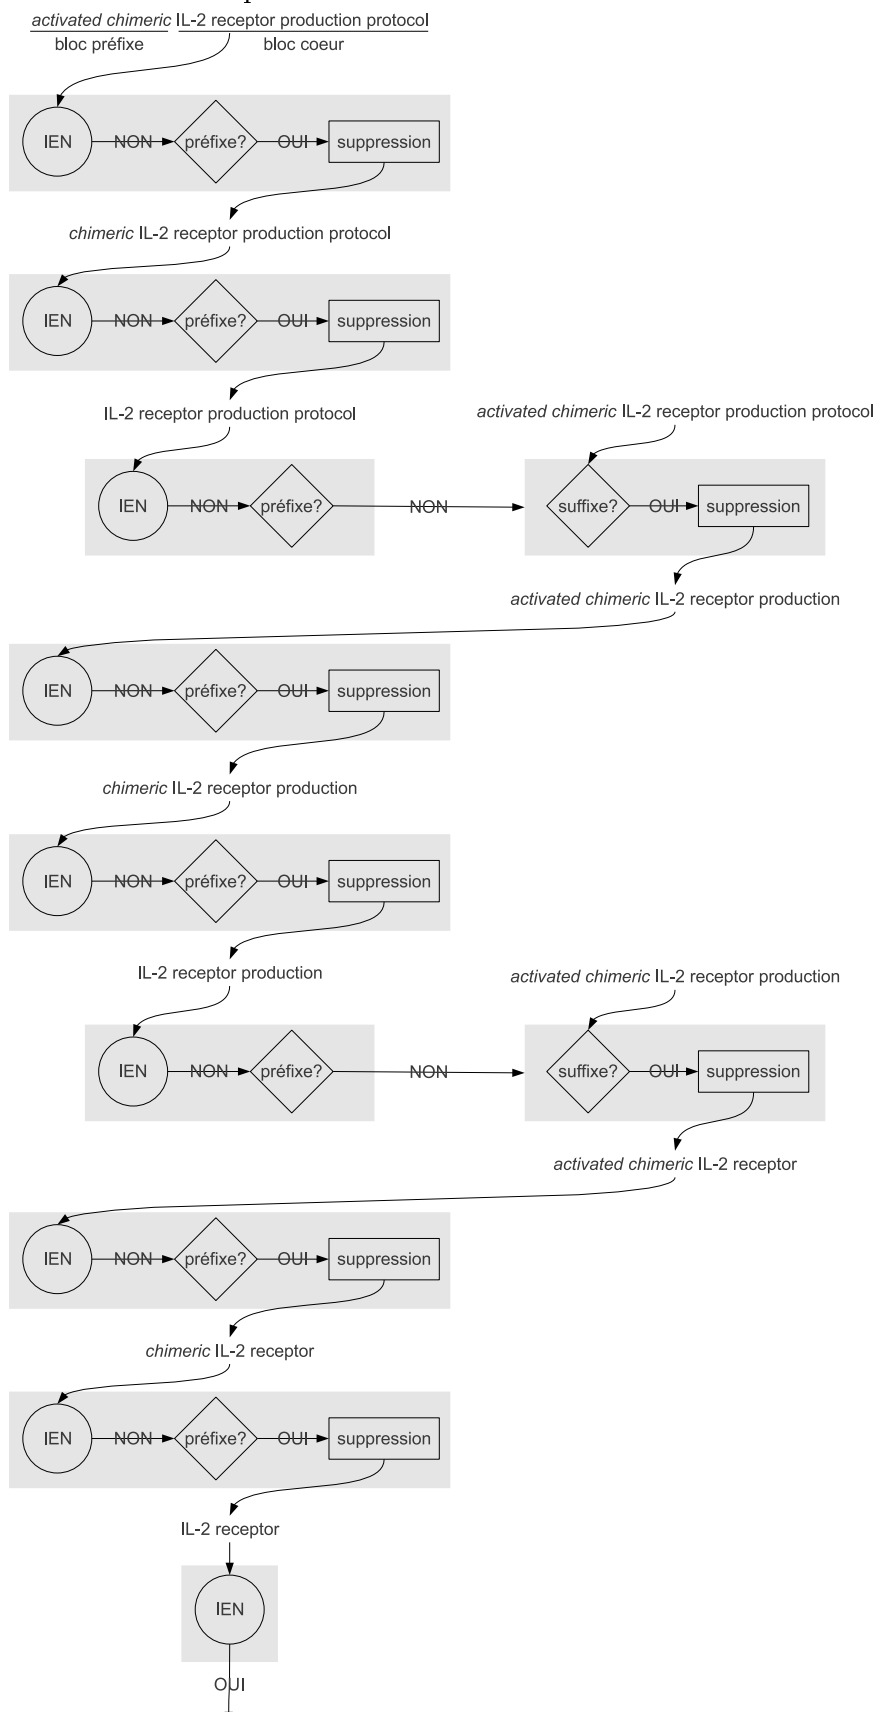 activated chimeric IL-2 receptor production protocol
bloc préfixe bloc coeur
IEN NON préfixe? OUI suppression
chimeric IL-2 receptor production protocol
IEN NON préfixe? OUI suppression
IL-2 receptor production protocol
activated chimeric IL-2 receptor production protocol
IEN NON préfixe? NON suffixe? OUI suppression
activated chimeric IL-2 receptor production
IEN NON préfixe? OUI suppression
chimeric IL-2 receptor production
IEN NON préfixe? OUI suppression
IL-2 receptor production
activated chimeric IL-2 receptor production
IEN NON préfixe? NON suffixe? OUI suppression
activated chimeric IL-2 receptor
IEN NON préfixe? OUI suppression
chimeric IL-2 receptor
IEN NON préfixe? OUI suppression
IL-2 receptor
IEN
OUI